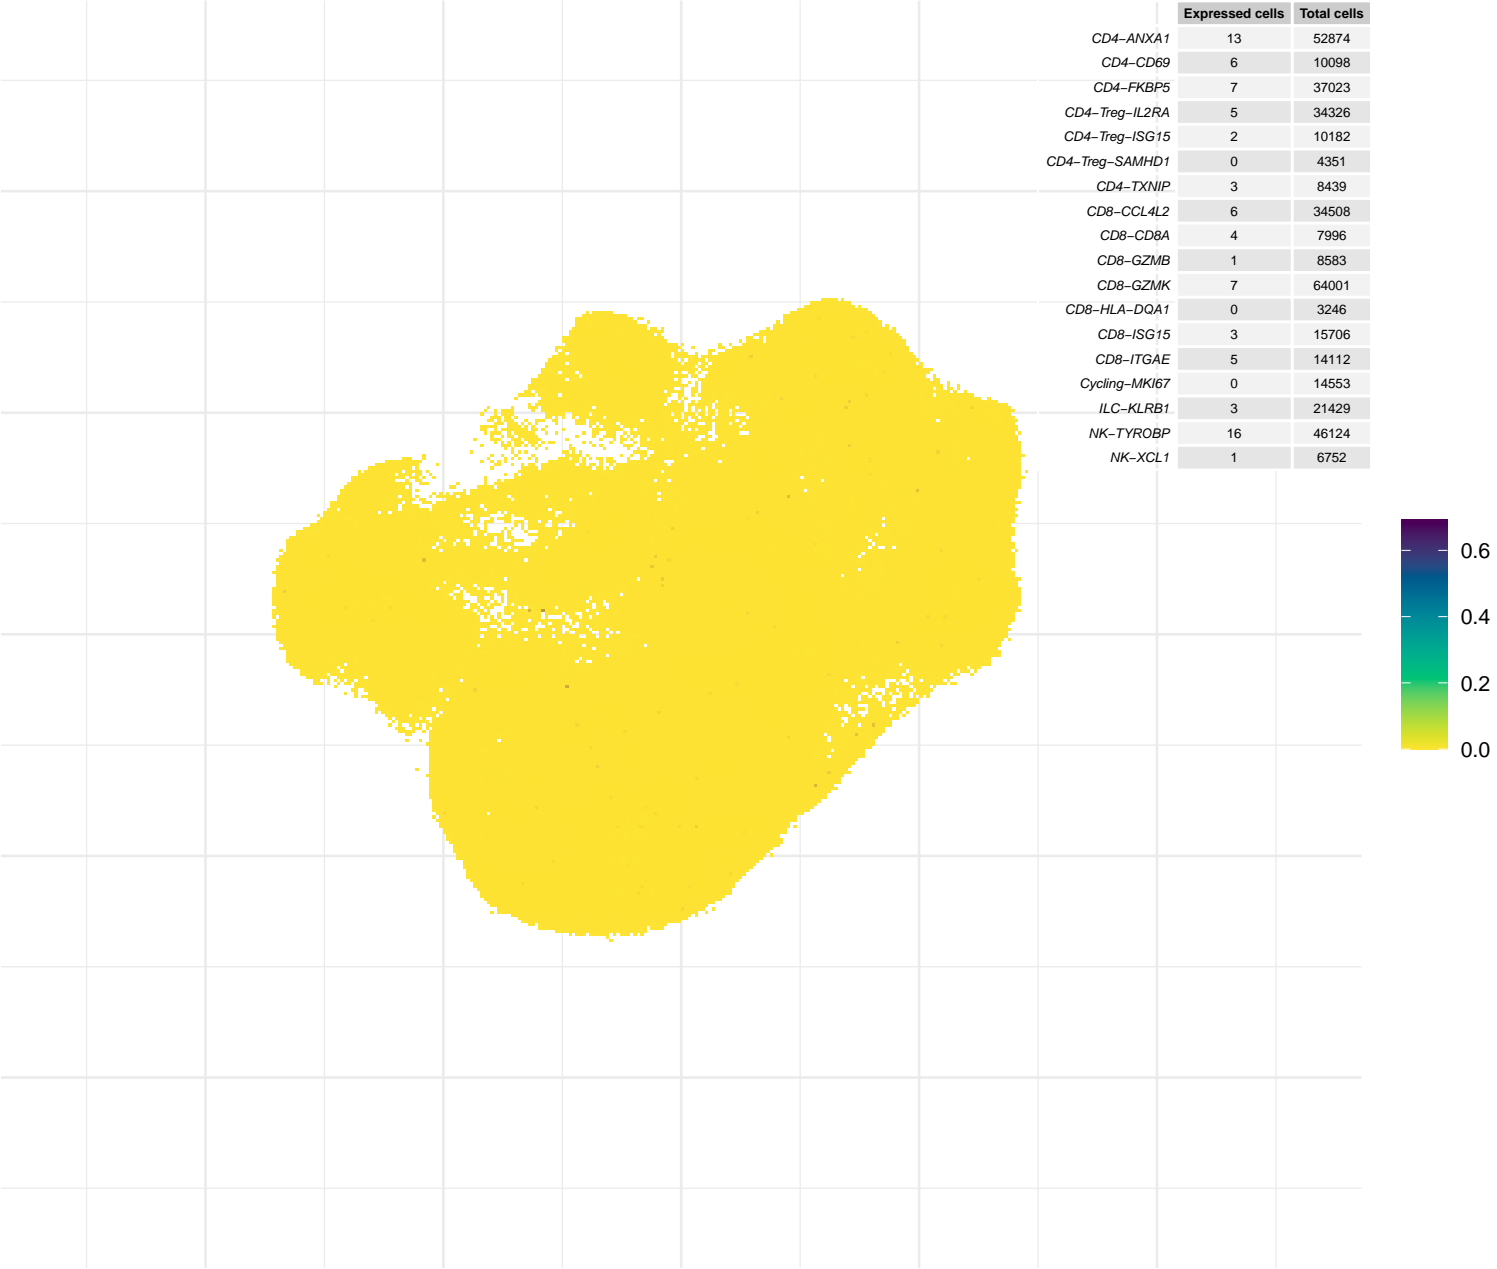 Expressed cells Total cells
CD4−ANXA1 13 52874
CD4−CD69 6 10098
CD4−FKBP5 7 37023
CD4−Treg−IL2RA 5 34326
CD4−Treg−ISG15 2 10182
CD4−Treg−SAMHD1 0 4351
CD4−TXNIP 3 8439
CD8−CCL4L2 6 34508
CD8−CD8A 4 7996
CD8−GZMB 1 8583
CD8−GZMK 7 64001
CD8−HLA−DQA1 0 3246
CD8−ISG15 3 15706
CD8−ITGAE 5 14112
Cycling−MKI67 0 14553
ILC−KLRB1 3 21429
NK−TYROBP 16 46124
NK−XCL1 1 6752
0.6
0.4
0.2
0.0